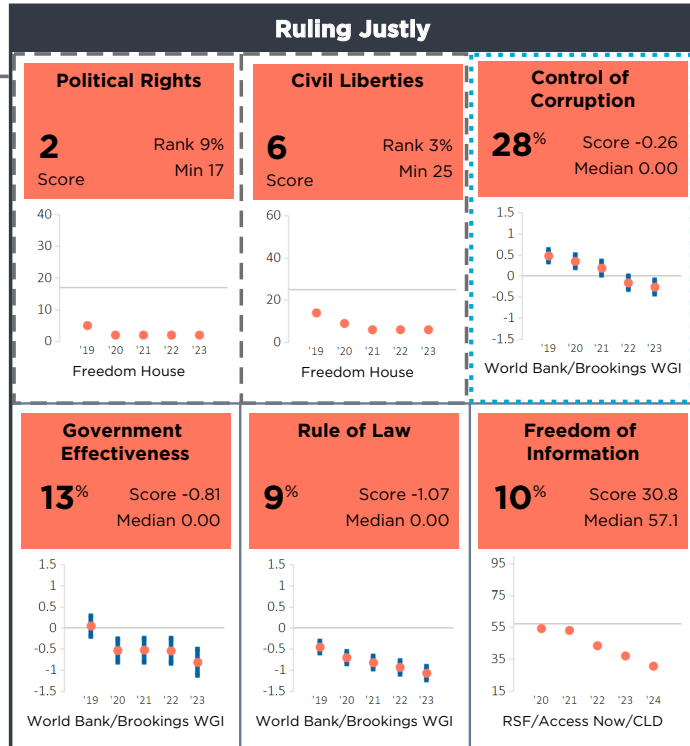 Ruling Justly
Political Rights
2
Score
Rank 9%
Min 17
40
30
20
10
0
'19 '20 '21 '22 '23
Freedom House
Civil Liberties
6
Score
Rank 3%
Min 25
60
40
20
0
'19 '20 '21 '22 '23
Freedom House
Control of
Corruption
28%
Score -0.26
Median 0.00
1.5
1
0.5
0
-0.5
-1
-1.5
'19 '20 '21 '22 '23
World Bank/Brookings WGI
Government
Effectiveness
13%
Score -0.81
Median 0.00
1.5
1
0.5
0
-0.5
-1
-1.5
'19 '20 '21 '22 '23
World Bank/Brookings WGI
Rule of Law
9%
Score -1.07
Median 0.00
1.5
1
0.5
0
-0.5
-1
-1.5
'19 '20 '21 '22 '23
World Bank/Brookings WGI
Freedom of
Information
10%
Score 30.8
Median 57.1
95
55
35
15
'20 '21 '22 '23 '24
RSF/Access Now/CLD